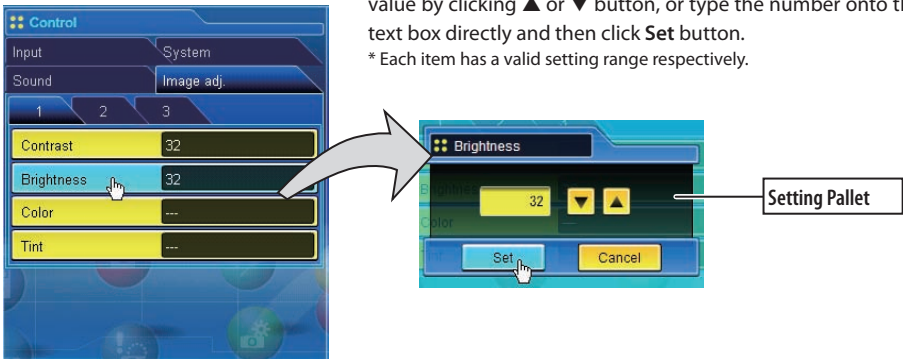 value by clicking ▲ or ▼ button, or type the number onto
text box directly and then click Set button.
* Each item has a valid setting range respectively.
Control
Input System
Sound Image adj.
1 2 3
Contrast 32
Brightness 32
Color ---
Tint ---
Brightness
32 ▼ ▲
Set Cancel
Setting Pallet